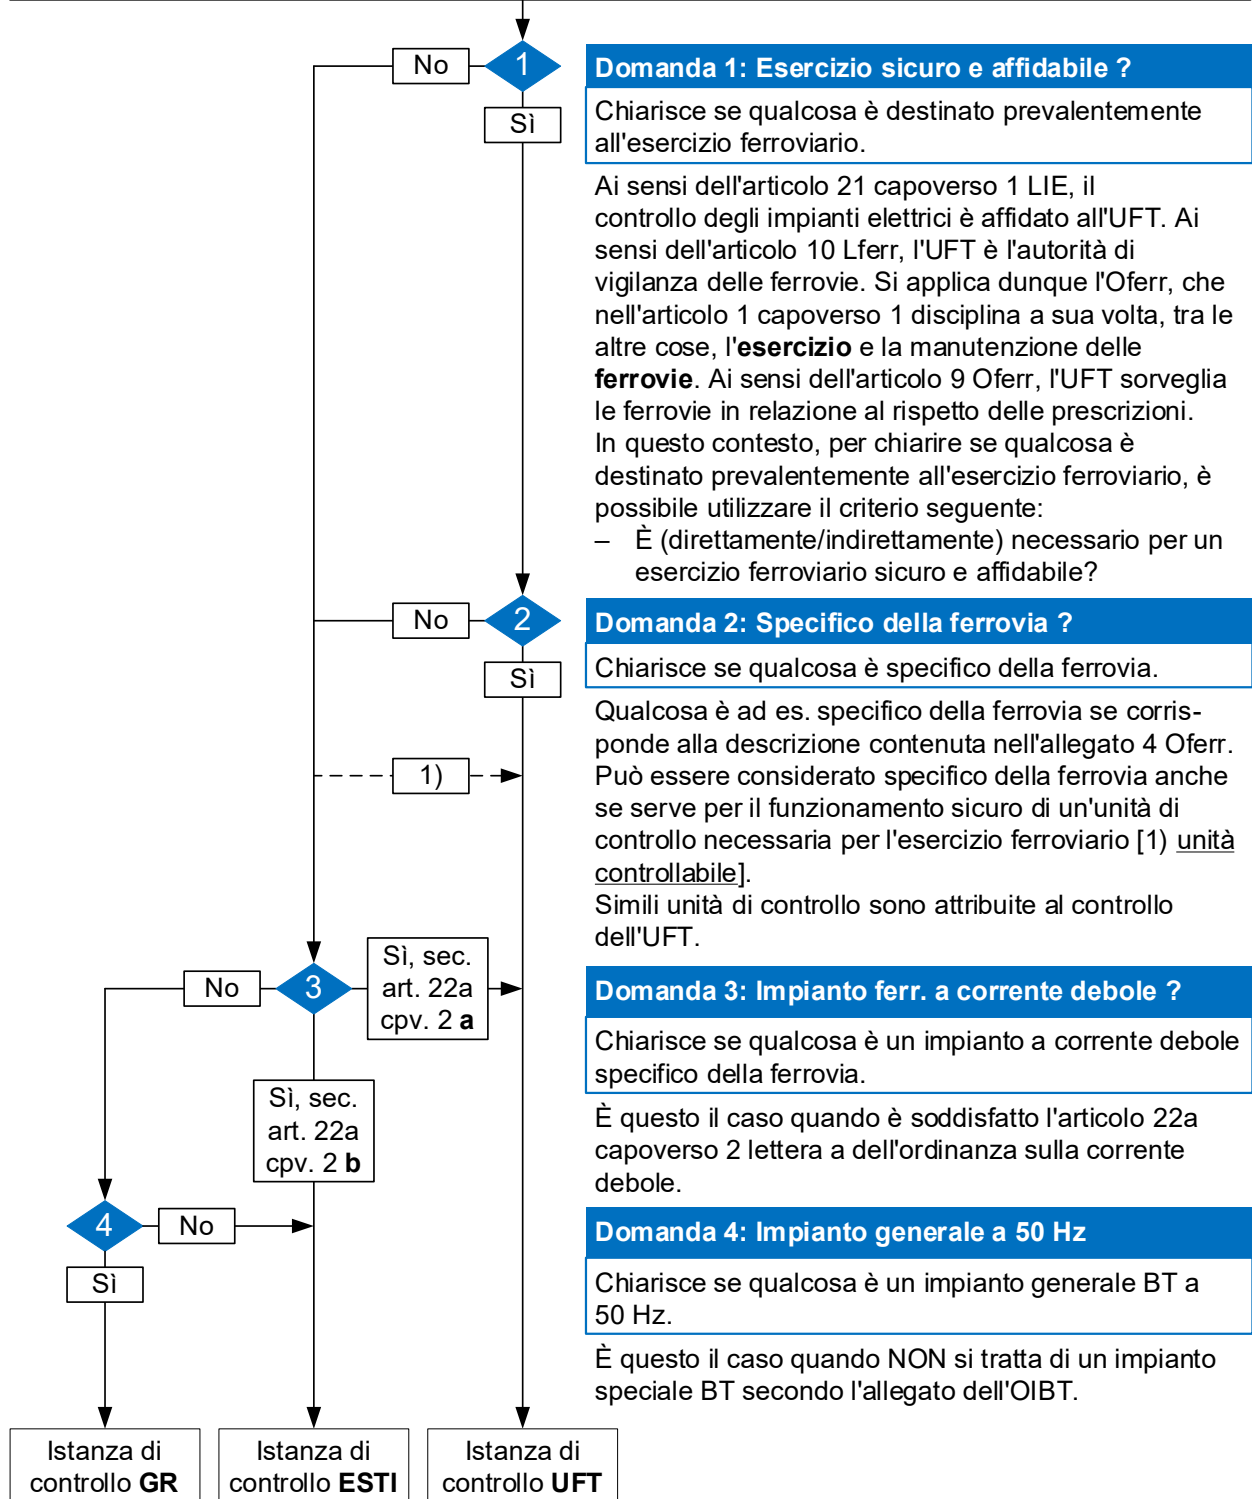 No
1
Sì
Domanda 1: Esercizio sicuro e affidabile ?
Chiarisce se qualcosa è destinato prevalentemente
all'esercizio ferroviario.
Ai sensi dell'articolo 21 capoverso 1 LIE, il
controllo degli impianti elettrici è affidato all'UFT. Ai
sensi dell'articolo 10 Lferr, l'UFT è l'autorità di
vigilanza delle ferrovie. Si applica dunque l'Oferr, che
nell'articolo 1 capoverso 1 disciplina a sua volta, tra le
altre cose, l'esercizio e la manutenzione delle
ferrovie. Ai sensi dell'articolo 9 Oferr, l'UFT sorveglia
le ferrovie in relazione al rispetto delle prescrizioni.
In questo contesto, per chiarire se qualcosa è
destinato prevalentemente all'esercizio ferroviario, è
possibile utilizzare il criterio seguente:
– È (direttamente/indirettamente) necessario per un
esercizio ferroviario sicuro e affidabile?
No
2
Sì
Domanda 2: Specifico della ferrovia ?
Chiarisce se qualcosa è specifico della ferrovia.
Qualcosa è ad es. specifico della ferrovia se corris-
ponde alla descrizione contenuta nell'allegato 4 Oferr.
Può essere considerato specifico della ferrovia anche
se serve per il funzionamento sicuro di un'unità di
controllo necessaria per l'esercizio ferroviario [1) unità
controllabile].
Simili unità di controllo sono attribuite al controllo
dell'UFT.
1)
No
3
Sì, sec.
art. 22a
cpv. 2 a
Sì, sec.
art. 22a
cpv. 2 b
Domanda 3: Impianto ferr. a corrente debole ?
Chiarisce se qualcosa è un impianto a corrente debole
specifico della ferrovia.
È questo il caso quando è soddisfatto l'articolo 22a
capoverso 2 lettera a dell'ordinanza sulla corrente
debole.
4
No
Sì
Domanda 4: Impianto generale a 50 Hz
Chiarisce se qualcosa è un impianto generale BT a
50 Hz.
È questo il caso quando NON si tratta di un impianto
speciale BT secondo l'allegato dell'OIBT.
Istanza di
controllo GR
Istanza di
controllo ESTI
Istanza di
controllo UFT